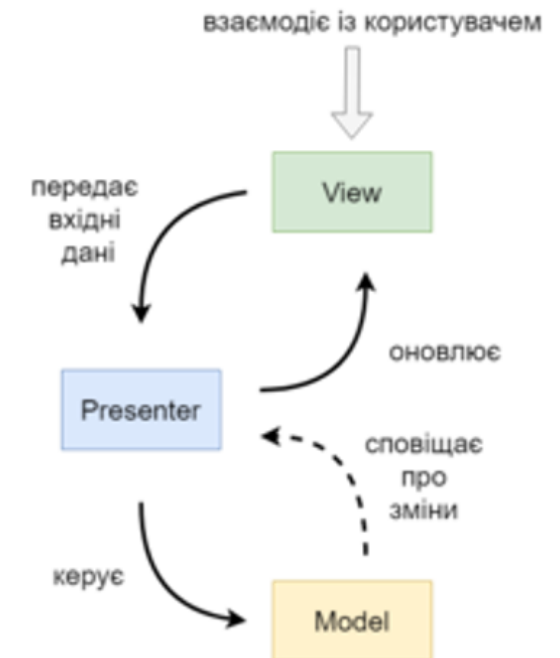 взаємодіє із користувачем
View
передає
вхідні
дані
оновлює
Presenter
сповіщає
про
зміни
керує
Model